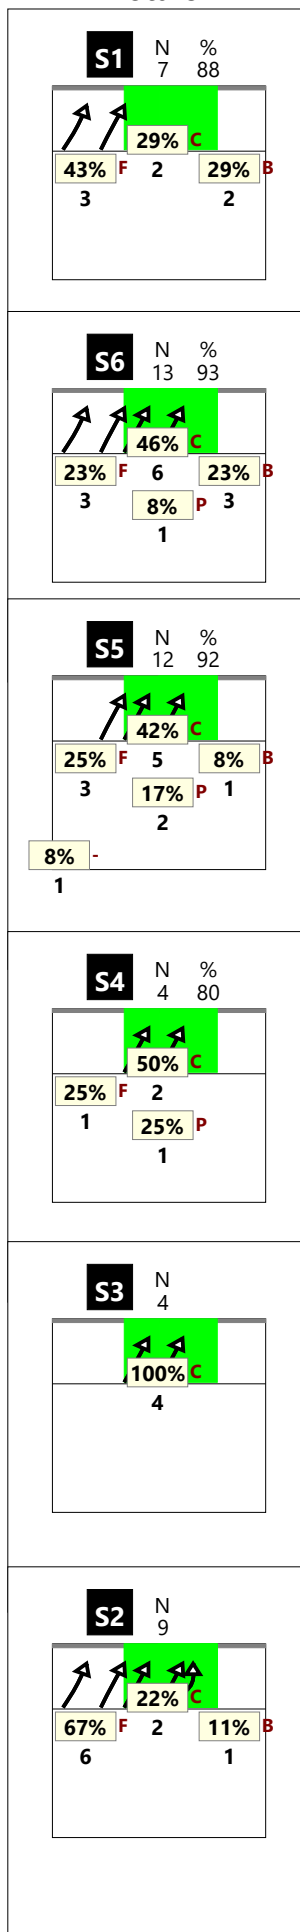 S1 N %
7 88
29% C
43% F 2 29% B
3 2
S6 N %
13 93
46% C
23% F 6 23% B
3 8% P 3
1
S5 N %
12 92
42% C
25% F 5 8% B
3 17% P 1
2
8% -
1
S4 N %
4 80
50% C
25% F 2
1 25% P
1
S3 N
4
100% C
4
S2 N
9
22% C
67% F 2 11% B
6 1